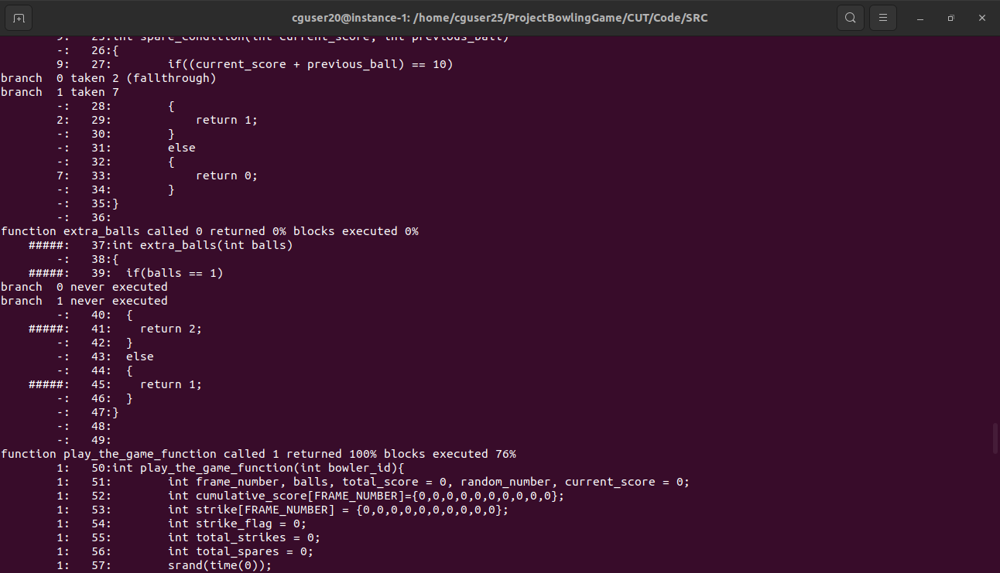 cguser20@instance-1: /home/cguser25/ProjectBowlingGame/CUT/Code/SRC
        9:   25:int spare_condition(int current_score, int previous_ball)
        -:   26:{
        9:   27:        if((current_score + previous_ball) == 10)
branch  0 taken 2 (fallthrough)
branch  1 taken 7
        -:   28:        {
        2:   29:            return 1;
        -:   30:        }
        -:   31:        else
        -:   32:        {
        7:   33:            return 0;
        -:   34:        }
        -:   35:}
        -:   36:
function extra_balls called 0 returned 0% blocks executed 0%
    #####:   37:int extra_balls(int balls)
        -:   38:{
    #####:   39:  if(balls == 1)
branch  0 never executed
branch  1 never executed
        -:   40:  {
    #####:   41:    return 2;
        -:   42:  }
        -:   43:  else
        -:   44:  {
    #####:   45:    return 1;
        -:   46:  }
        -:   47:}
        -:   48:
        -:   49:
function play_the_game_function called 1 returned 100% blocks executed 76%
        1:   50:int play_the_game_function(int bowler_id){
        1:   51:        int frame_number, balls, total_score = 0, random_number, current_score = 0;
        1:   52:        int cumulative_score[FRAME_NUMBER]={0,0,0,0,0,0,0,0,0,0};
        1:   53:        int strike[FRAME_NUMBER] = {0,0,0,0,0,0,0,0,0,0};
        1:   54:        int strike_flag = 0;
        1:   55:        int total_strikes = 0;
        1:   56:        int total_spares = 0;
        1:   57:        srand(time(0));